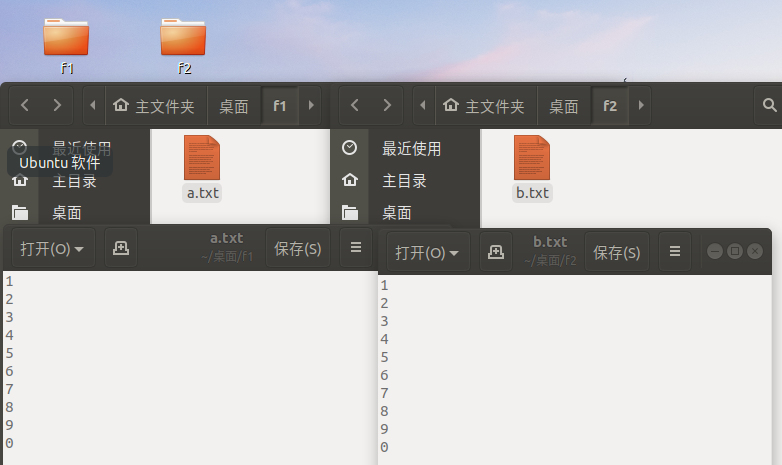 f1
f2
主文件夹 桌面 f1
主文件夹 桌面 f2
最近使用
Ubuntu 软件
主目录
桌面
a.txt
最近使用
主目录
桌面
b.txt
打开(O)
a.txt
~/桌面/f1
保存(S)
打开(O)
b.txt
~/桌面/f2
保存(S)
1
2
3
4
5
6
7
8
9
0
1
2
3
4
5
6
7
8
9
0